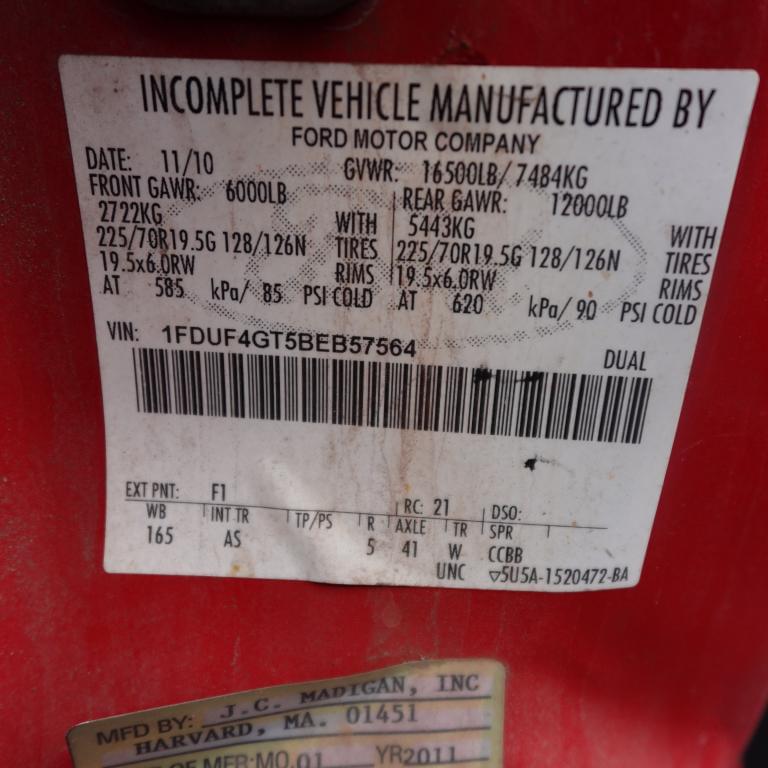 INCOMPLETE VEHICLE MANUFACTURED BY
FORD MOTOR COMPANY
DATE: 11/10 GVWR: 16500LB/ 7484KG
FRONT GAWR: 6000LB REAR GAWR: 12000LB
2722KG WITH 5443KG WITH
225/70R19.5G 128/126N TIRES 225/70R19.5G 128/126N TIRES
19.5x6.0RW RIMS 19.5x6.0RW RIMS
AT 585 kPa/ 85 PSI COLD AT 620 kPa/ 90 PSI COLD
VIN: 1FDUF4GT5BEB57564 DUAL
EXT PNT: F1 RC: 21 DSO:
WB INT TR TP/PS R AXLE TR SPR
165 AS 5 41 W CCBB
UNC ▽5U5A-1520472-BA
MFD BY: J.C. MADIGAN, INC
HARVARD, MA. 01451
OF MFR:MO.01 YR2011